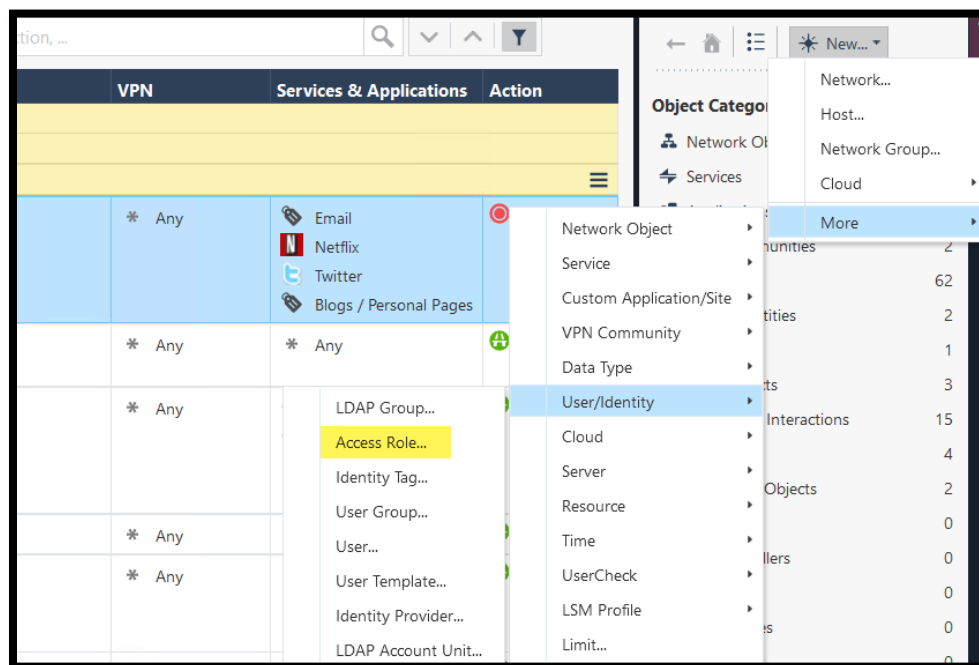 tion, ...
New...
VPN
Services & Applications
Action
Object Catego
Network Ob
Services
Network...
Host...
Network Group...
Cloud
More
Any
Email
Netflix
Twitter
Blogs / Personal Pages
Any
Any
Any
Any
Any
Network Object
Service
Custom Application/Site
VPN Community
Data Type
User/Identity
Cloud
Server
Resource
Time
UserCheck
LSM Profile
Limit...
LDAP Group...
Access Role...
Identity Tag...
User Group...
User...
User Template...
Identity Provider...
LDAP Account Unit...
munities 2
62
tities 2
1
ts 3
Interactions 15
4
Objects 2
0
llers 0
0
es 0
0